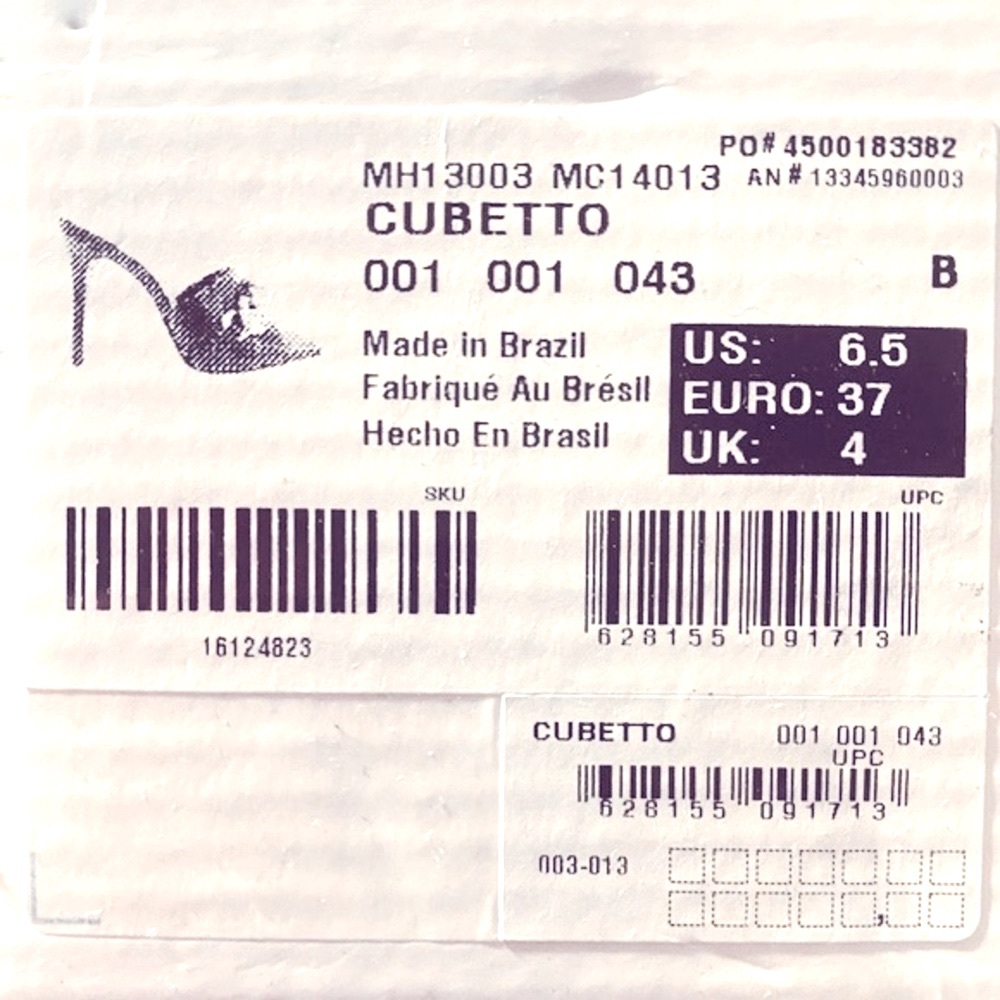 PO# 4500183382
MH13003 MC14013 AN# 13345960003
CUBETTO
001 001 043 B
Made in Brazil
Fabriqué Au Brésil
Hecho En Brasil
US: 6.5
EURO: 37
UK: 4
SKU
16124823
UPC
628155 091713
CUBETTO 001 001 043
UPC
628155 091713
003-013